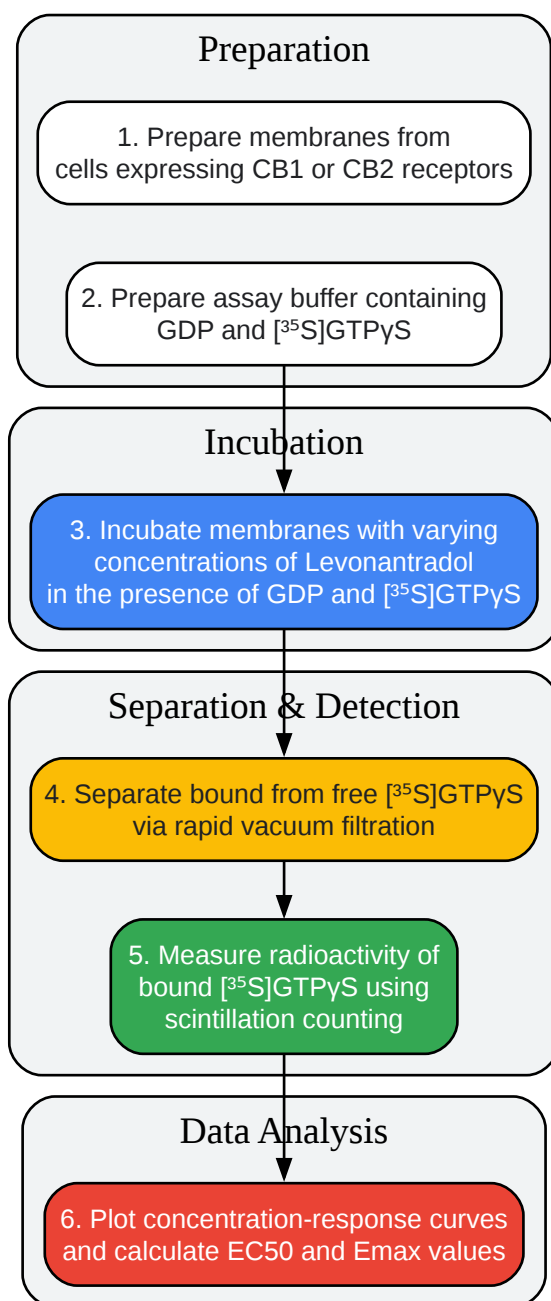 Preparation
1. Prepare membranes from
cells expressing CB1 or CB2 receptors
2. Prepare assay buffer containing
GDP and [³⁵S]GTPγS
Incubation
3. Incubate membranes with varying
concentrations of Levonantradol
in the presence of GDP and [³⁵S]GTPγS
Separation & Detection
4. Separate bound from free [³⁵S]GTPγS
via rapid vacuum filtration
5. Measure radioactivity of
bound [³⁵S]GTPγS using
scintillation counting
Data Analysis
6. Plot concentration-response curves
and calculate EC50 and Emax values